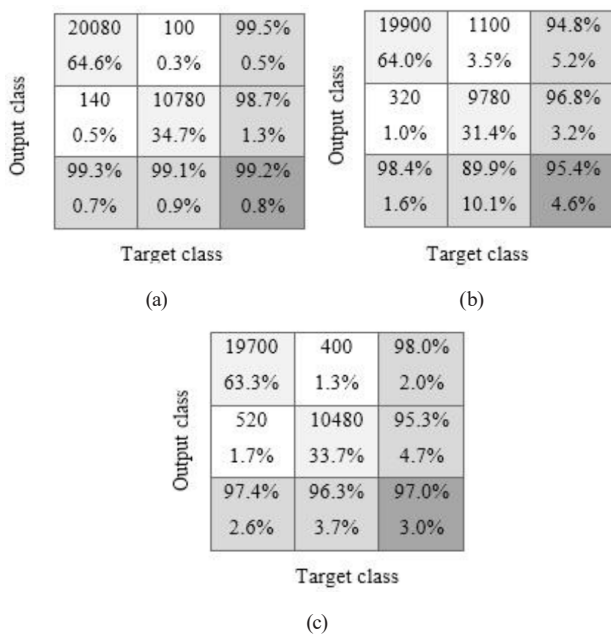 20080 100 99.5%
64.6% 0.3% 0.5%
140 10780 98.7%
0.5% 34.7% 1.3%
99.3% 99.1% 99.2%
0.7% 0.9% 0.8%
Output class
Target class
(a)
19900 1100 94.8%
64.0% 3.5% 5.2%
320 9780 96.8%
1.0% 31.4% 3.2%
98.4% 89.9% 95.4%
1.6% 10.1% 4.6%
Output class
Target class
(b)
19700 400 98.0%
63.3% 1.3% 2.0%
520 10480 95.3%
1.7% 33.7% 4.7%
97.4% 96.3% 97.0%
2.6% 3.7% 3.0%
Output class
Target class
(c)